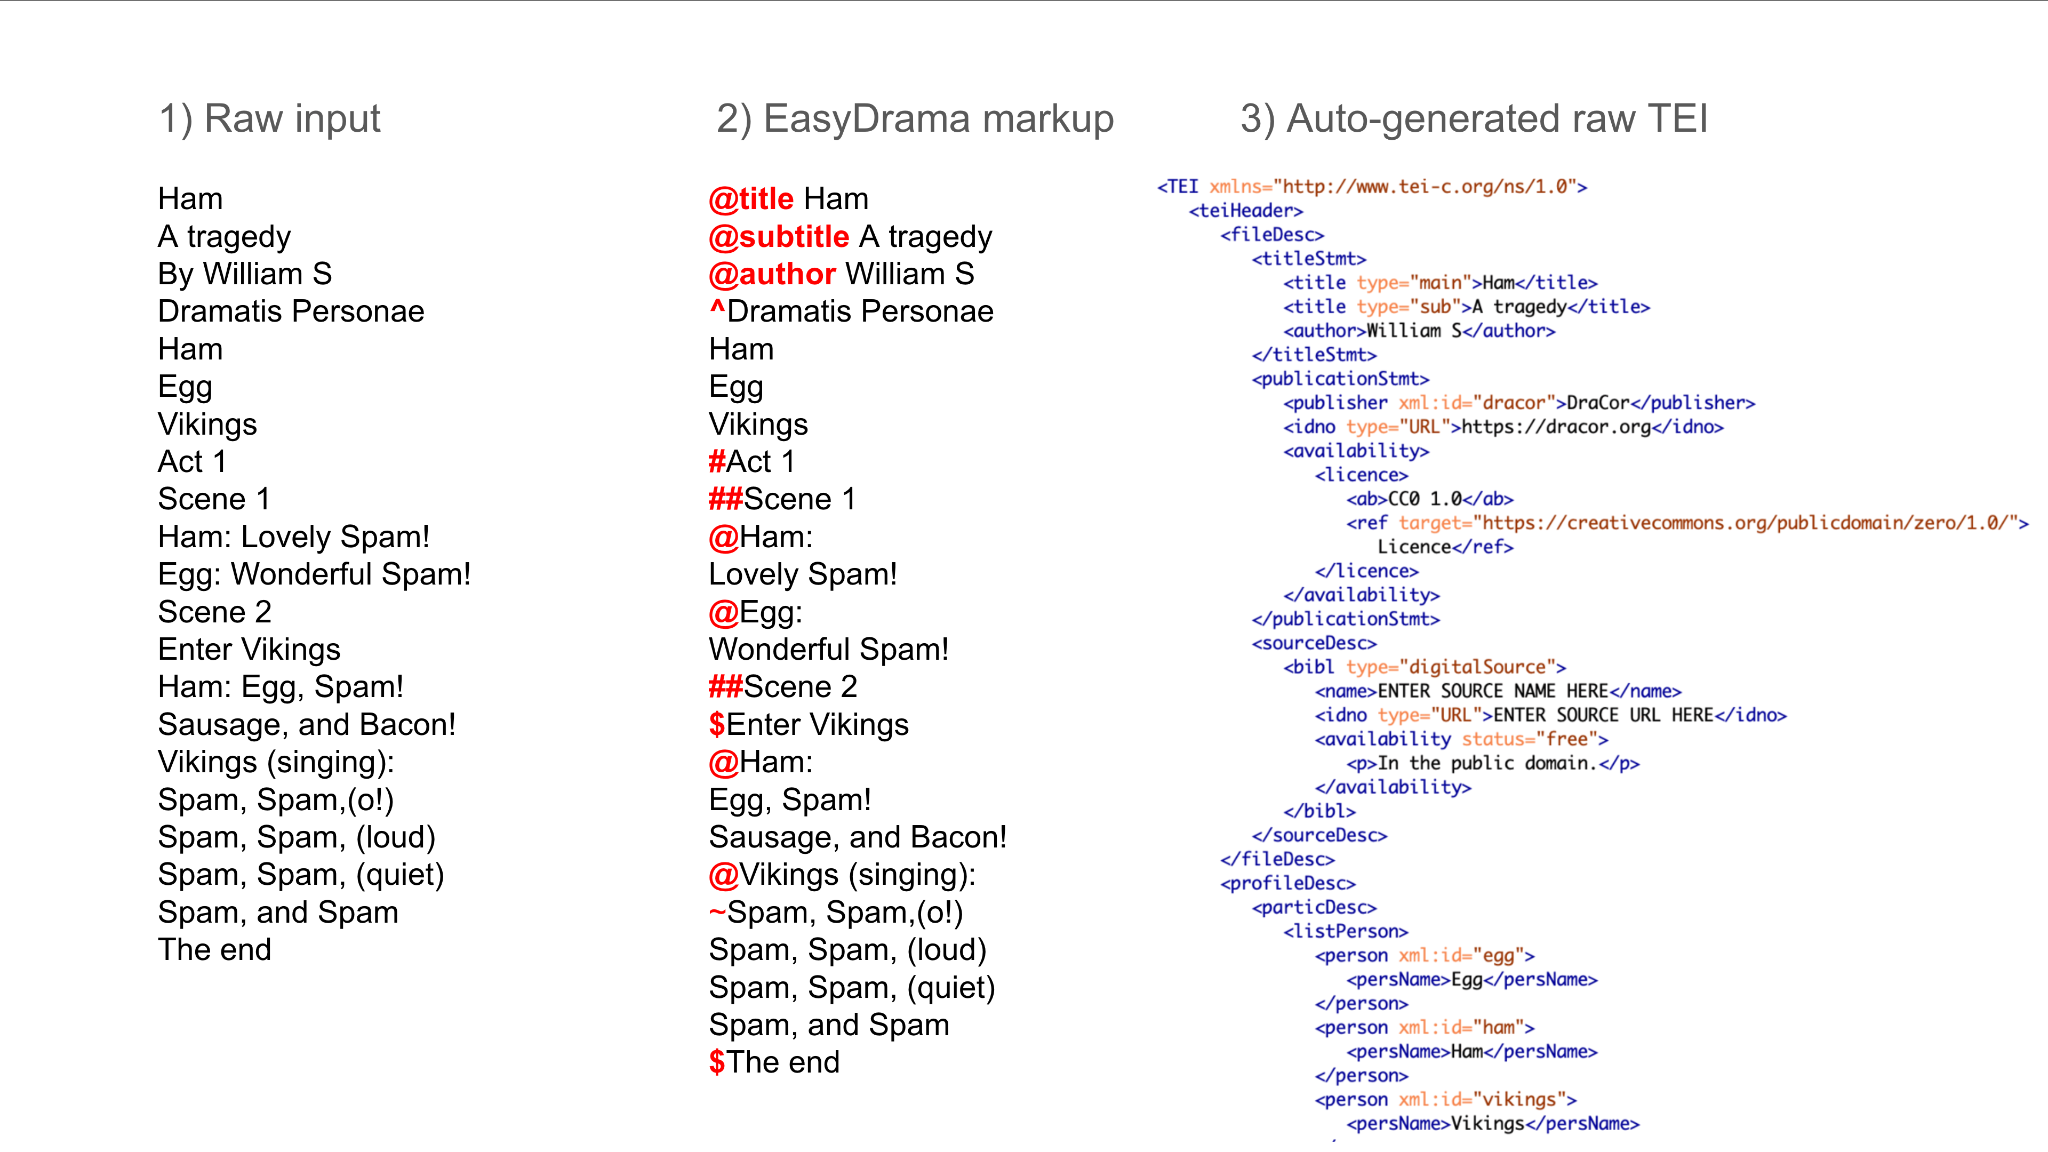 1) Raw input
Ham
A tragedy
By William S
Dramatis Personae
Ham
Egg
Vikings
Act 1
Scene 1
Ham: Lovely Spam!
Egg: Wonderful Spam!
Scene 2
Enter Vikings
Ham: Egg, Spam!
Sausage, and Bacon!
Vikings (singing):
Spam, Spam,(o!)
Spam, Spam, (loud)
Spam, Spam, (quiet)
Spam, and Spam
The end
2) EasyDrama markup
@title Ham
@subtitle A tragedy
@author William S
^Dramatis Personae
Ham
Egg
Vikings
#Act 1
##Scene 1
@Ham:
Lovely Spam!
@Egg:
Wonderful Spam!
##Scene 2
$Enter Vikings
@Ham:
Egg, Spam!
Sausage, and Bacon!
@Vikings (singing):
~Spam, Spam,(o!)
Spam, Spam, (loud)
Spam, Spam, (quiet)
Spam, and Spam
$The end
3) Auto-generated raw TEI
<TEI xmlns="http://www.tei-c.org/ns/1.0">
<teiHeader>
<fileDesc>
<titleStmt>
<title type="main">Ham</title>
<title type="sub">A tragedy</title>
<author>William S</author>
</titleStmt>
<publicationStmt>
<publisher xml:id="dracor">DraCor</publisher>
<idno type="URL">https://dracor.org</idno>
<availability>
<licence>
<ab>CC0 1.0</ab>
<ref target="https://creativecommons.org/publicdomain/zero/1.0/">
Licence</ref>
</licence>
</availability>
</publicationStmt>
<sourceDesc>
<bibl type="digitalSource">
<name>ENTER SOURCE NAME HERE</name>
<idno type="URL">ENTER SOURCE URL HERE</idno>
<availability status="free">
<p>In the public domain.</p>
</availability>
</bibl>
</sourceDesc>
</fileDesc>
<profileDesc>
<particDesc>
<listPerson>
<person xml:id="egg">
<persName>Egg</persName>
</person>
<person xml:id="ham">
<persName>Ham</persName>
</person>
<person xml:id="vikings">
<persName>Vikings</persName>